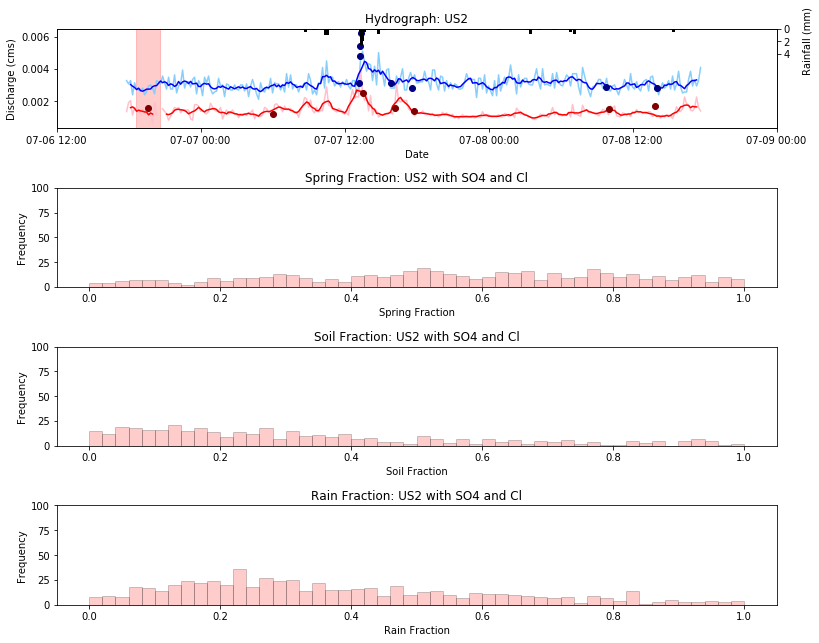 Hydrograph: US2
0.006
0.004
0.002
Discharge (cms)
0
2
4
Rainfall (mm)
07-06 12:00 07-07 00:00 07-07 12:00 07-08 00:00 07-08 12:00 07-09 00:00
Date
Spring Fraction: US2 with SO4 and Cl
100
75
50
25
0
Frequency
0.0 0.2 0.4 0.6 0.8 1.0
Spring Fraction
Soil Fraction: US2 with SO4 and Cl
100
75
50
25
0
Frequency
0.0 0.2 0.4 0.6 0.8 1.0
Soil Fraction
Rain Fraction: US2 with SO4 and Cl
100
75
50
25
0
Frequency
0.0 0.2 0.4 0.6 0.8 1.0
Rain Fraction